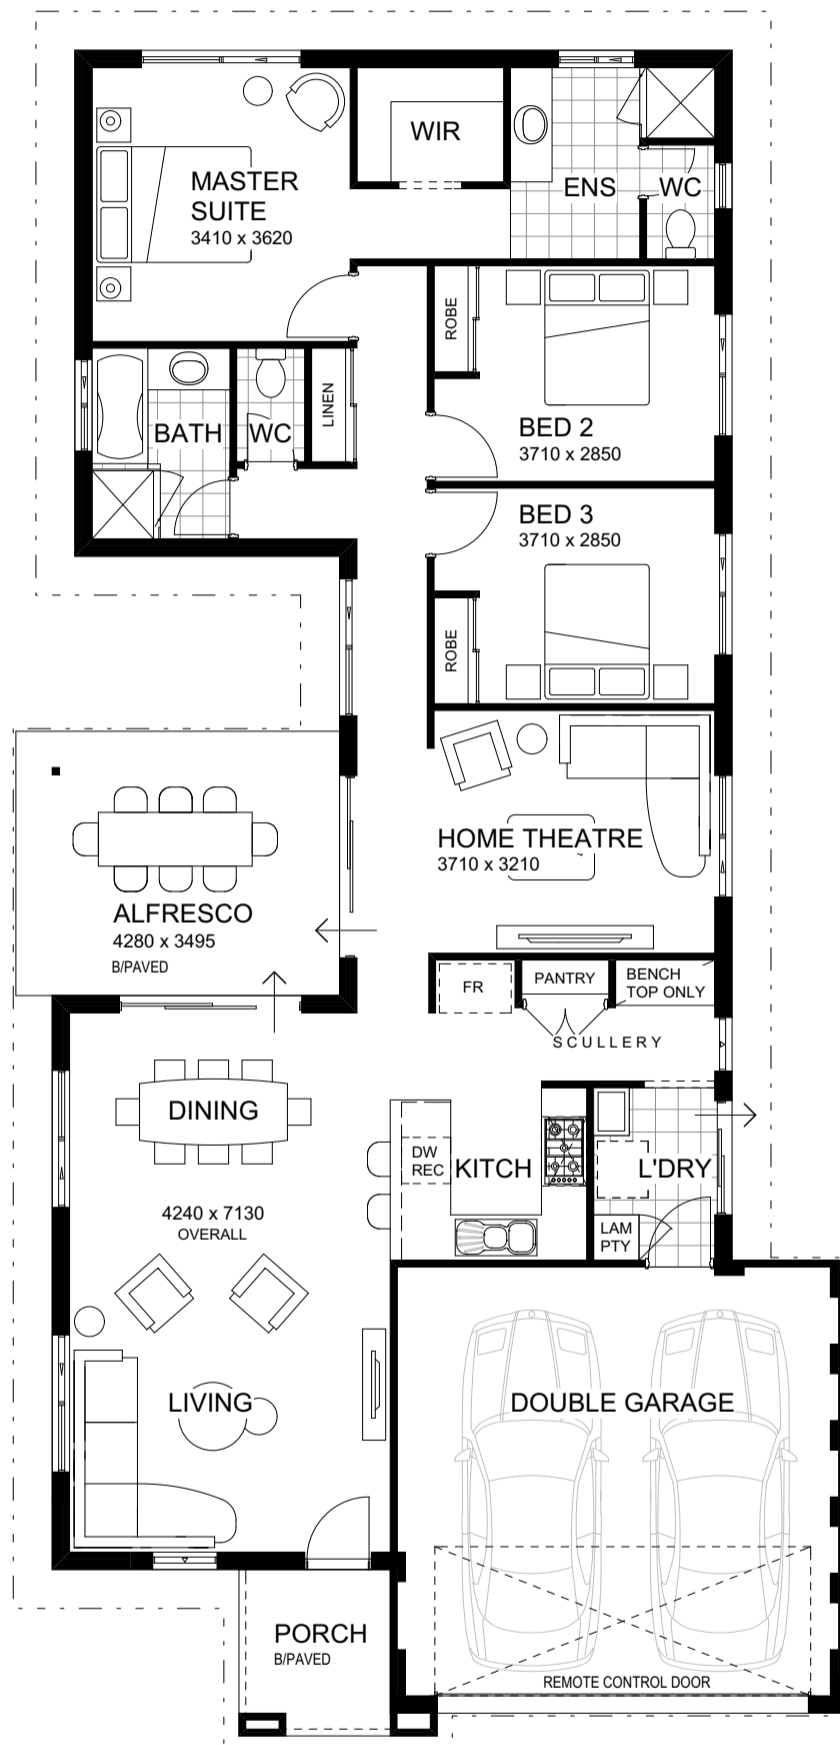 WIR
MASTER
SUITE
3410 x 3620
ENS
WC
ROBE
LINEN
BATH
WC
BED 2
3710 x 2850
BED 3
3710 x 2850
ROBE
HOME THEATRE
3710 x 3210
ALFRESCO
4280 x 3495
B/PAVED
FR
PANTRY
BENCH
TOP ONLY
SCULLERY
DINING
DW
REC
KITCH
L'DRY
4240 x 7130
OVERALL
LAM
PTY
LIVING
DOUBLE GARAGE
PORCH
B/PAVED
REMOTE CONTROL DOOR